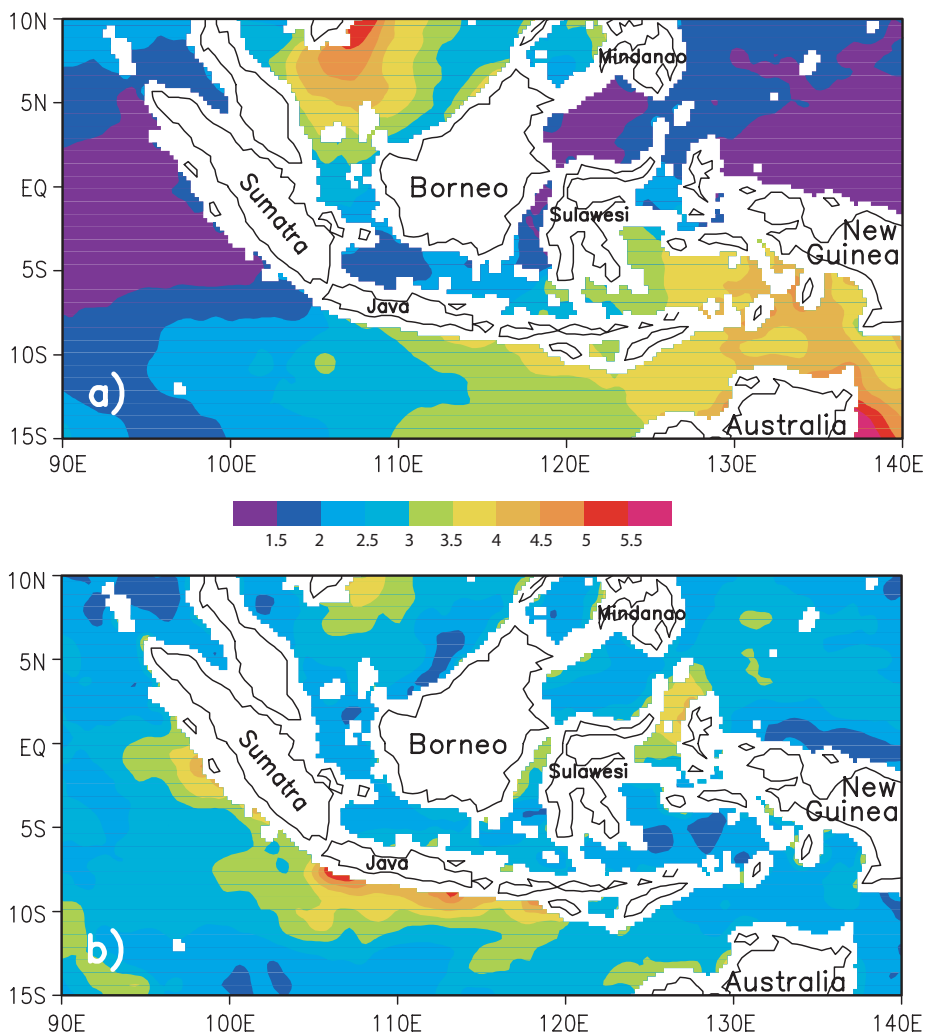 10N
Mindanao
5N
EQ
Borneo
Sumatra
Sulawesi
New
Guinea
5S
Java
10S
a)
Australia
15S
90E 100E 110E 120E 130E 140E
1.5 2 2.5 3 3.5 4 4.5 5 5.5
10N
Mindanao
5N
EQ
Borneo
Sumatra
Sulawesi
New
Guinea
5S
Java
10S
b)
Australia
15S
90E 100E 110E 120E 130E 140E